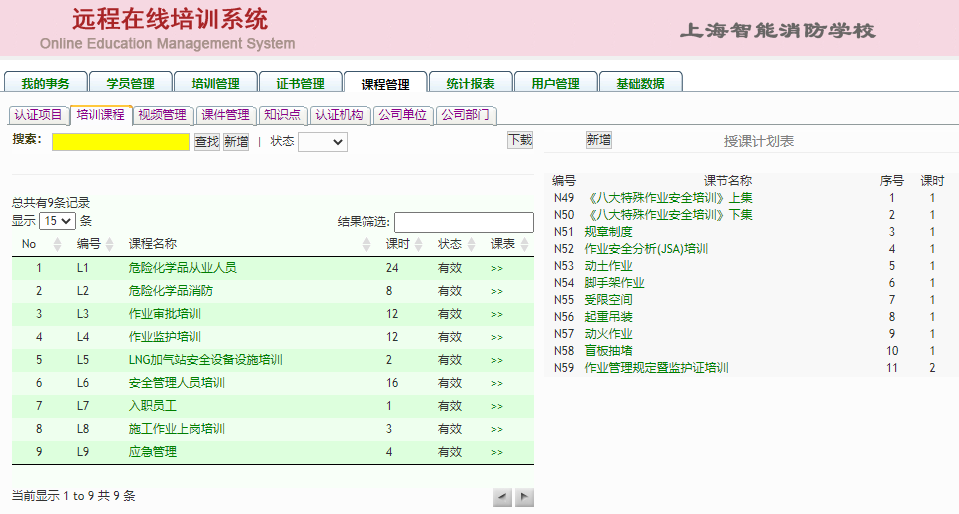 远程在线培训系统
Online Education Management System
上海智能消防学校
我的事务 学员管理 培训管理 证书管理 课程管理 统计报表 用户管理 基础数据
认证项目 培训课程 视频管理 课件管理 知识点 认证机构 公司单位 公司部门
搜索: 查找 新增 | 状态 下载
新增 授课计划表
总共有9条记录
显示 15 条 结果筛选:
No 编号 课程名称 课时 状态 课表
1 L1 危险化学品从业人员 24 有效 >>
2 L2 危险化学品消防 8 有效 >>
3 L3 作业审批培训 12 有效 >>
4 L4 作业监护培训 12 有效 >>
5 L5 LNG加气站安全设备设施培训 2 有效 >>
6 L6 安全管理人员培训 16 有效 >>
7 L7 入职员工 1 有效 >>
8 L8 施工作业上岗培训 3 有效 >>
9 L9 应急管理 4 有效 >>
当前显示 1 to 9 共 9 条
编号 课节名称 序号 课时
N49 《八大特殊作业安全培训》上集 1 1
N50 《八大特殊作业安全培训》下集 2 1
N51 规章制度 3 1
N52 作业安全分析(JSA)培训 4 1
N53 动土作业 5 1
N54 脚手架作业 6 1
N55 受限空间 7 1
N56 起重吊装 8 1
N57 动火作业 9 1
N58 盲板抽堵 10 1
N59 作业管理规定暨监护证培训 11 2